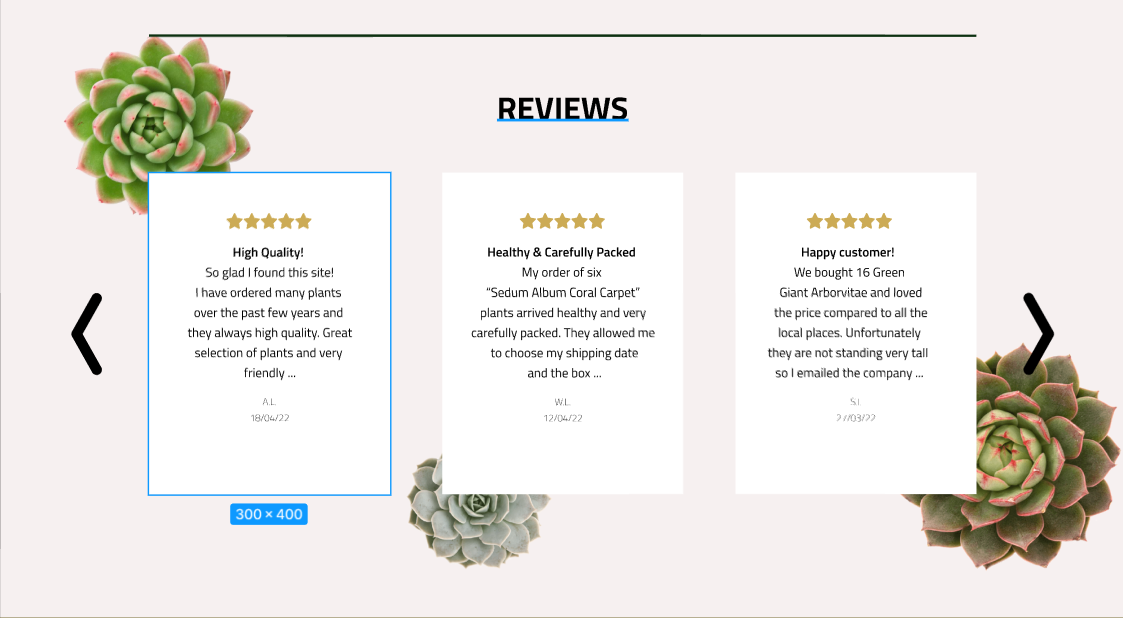 REVIEWS
High Quality!
So glad I found this site!
I have ordered many plants
over the past few years and
they always high quality. Great
selection of plants and very
friendly ...
A.L.
18/04/22
300 × 400
Healthy & Carefully Packed
My order of six
“Sedum Album Coral Carpet”
plants arrived healthy and very
carefully packed. They allowed me
to choose my shipping date
and the box ...
W.L.
12/04/22
Happy customer!
We bought 16 Green
Giant Arborvitae and loved
the price compared to all the
local places. Unfortunately
they are not standing very tall
so I emailed the company ...